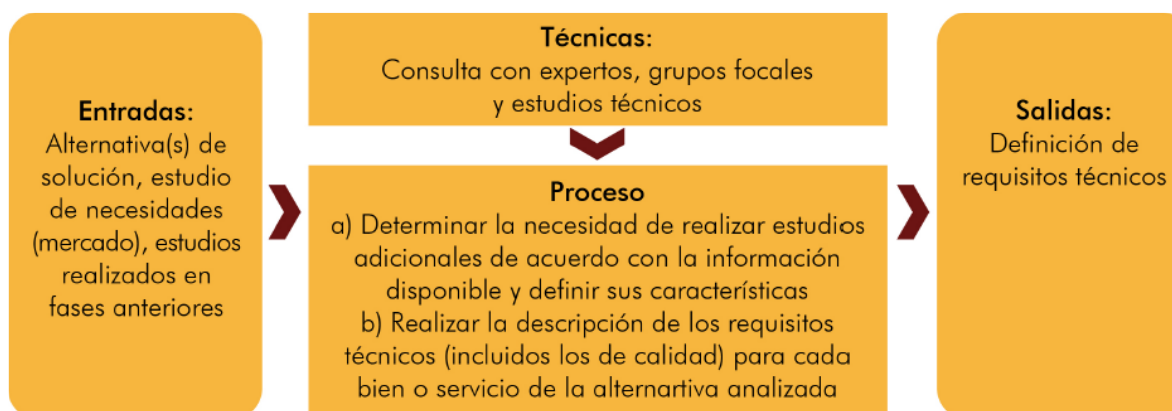 Entradas:
Alternativa(s) de
solución, estudio
de necesidades
(mercado), estudios
realizados en
fases anteriores
Técnicas:
Consulta con expertos, grupos focales
y estudios técnicos
Proceso
a) Determinar la necesidad de realizar estudios
adicionales de acuerdo con la información
disponible y definir sus características
b) Realizar la descripción de los requisitos
técnicos (incluidos los de calidad) para cada
bien o servicio de la alternartiva analizada
Salidas:
Definición de
requisitos técnicos